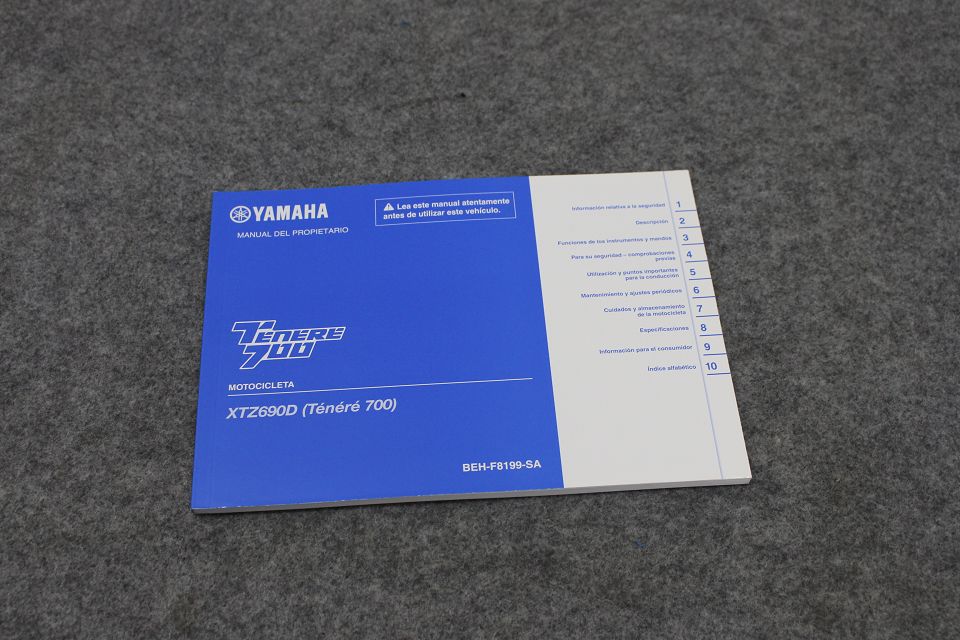 YAMAHA
MANUAL DEL PROPIETARIO
Lea este manual atentamente
antes de utilizar este vehículo.
TÉNÉRÉ
700
MOTOCICLETA
XTZ690D (Ténéré 700)
BEH-F8199-SA
Información relativa a la seguridad 1
Descripción 2
Funciones de los instrumentos y mandos 3
Para su seguridad – comprobaciones
previas 4
Utilización y puntos importantes
para la conducción 5
Mantenimiento y ajustes periódicos 6
Cuidados y almacenamiento
de la motocicleta 7
Especificaciones 8
Información para el consumidor 9
Índice alfabético 10